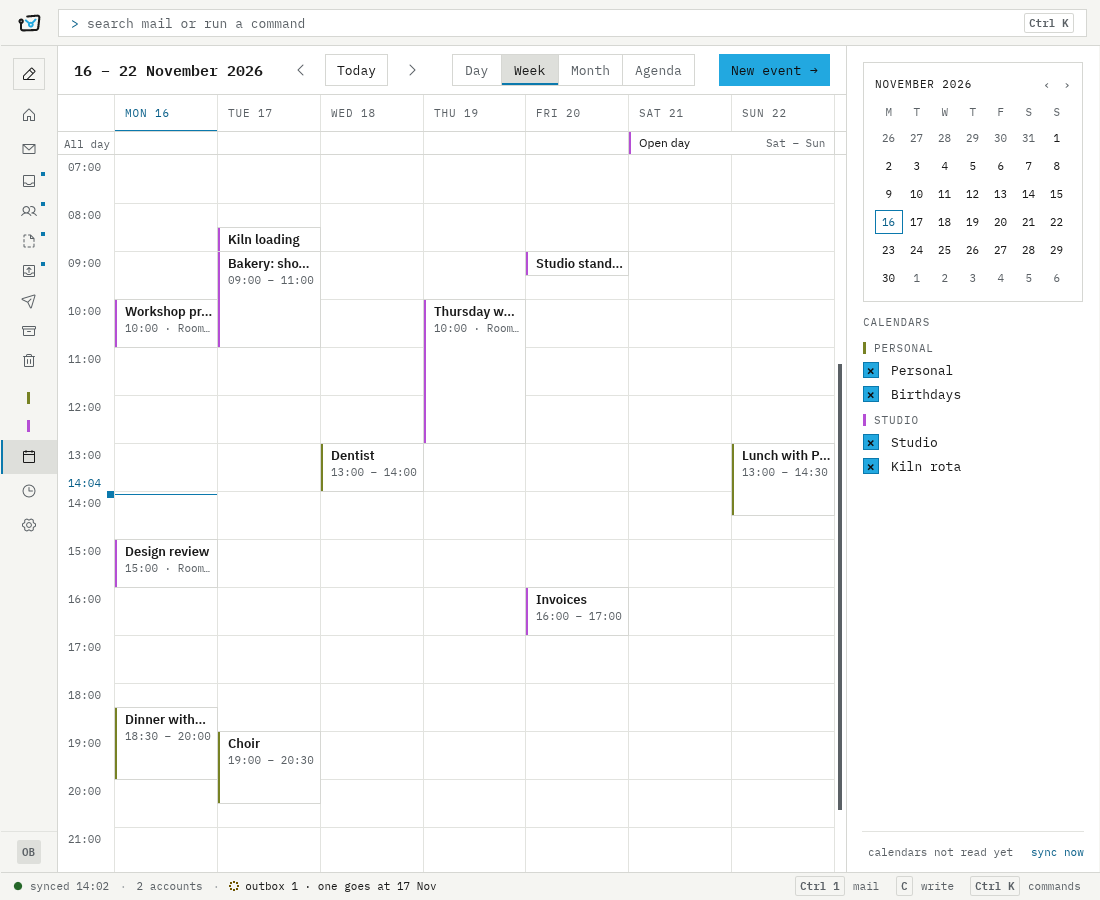 > search mail or run a command Ctrl K
16 – 22 November 2026 Today Day Week Month Agenda New event →
MON 16 TUE 17 WED 18 THU 19 FRI 20 SAT 21 SUN 22
All day Open day Sat – Sun
07:00
08:00
Kiln loading
09:00 Bakery: sho… Studio stand…
09:00 – 11:00
10:00 Workshop pr… Thursday w…
10:00 · Room… 10:00 · Room…
11:00
12:00
13:00 Dentist Lunch with P…
13:00 – 14:00 13:00 – 14:30
14:04
14:00
15:00 Design review
15:00 · Room…
16:00 Invoices
16:00 – 17:00
17:00
18:00
Dinner with…
18:30 – 20:00
19:00 Choir
19:00 – 20:30
20:00
21:00
NOVEMBER 2026 ‹ ›
M T W T F S S
26 27 28 29 30 31 1
2 3 4 5 6 7 8
9 10 11 12 13 14 15
16 17 18 19 20 21 22
23 24 25 26 27 28 29
30 1 2 3 4 5 6
CALENDARS
PERSONAL
Personal
Birthdays
STUDIO
Studio
Kiln rota
calendars not read yet sync now
OB
synced 14:02 · 2 accounts · outbox 1 · one goes at 17 Nov Ctrl 1 mail C write Ctrl K commands